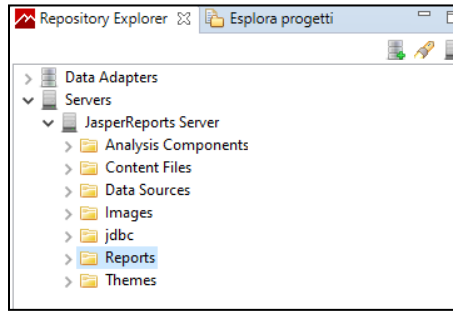 Repository Explorer Esplora progetti
Data Adapters
Servers
JasperReports Server
Analysis Components
Content Files
Data Sources
Images
jdbc
Reports
Themes